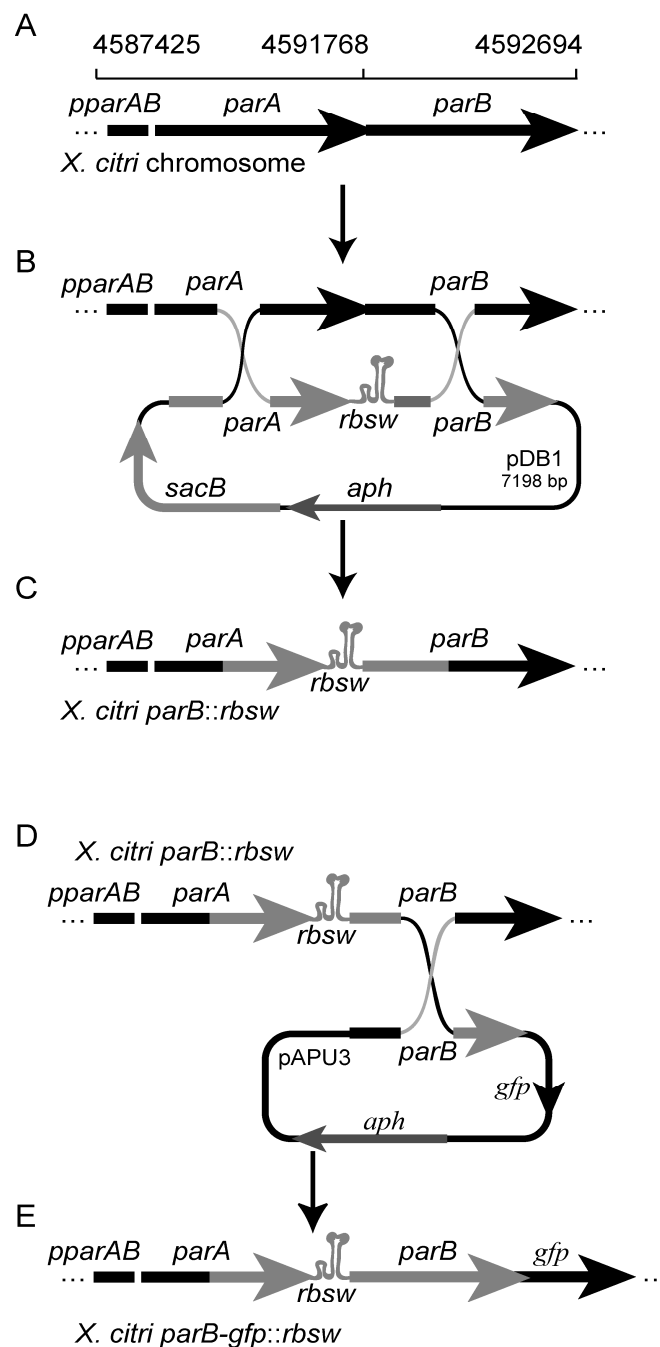 A
4587425 4591768 4592694
pparAB parA parB
... ...
X. citri chromosome
B
pparAB parA parB
... ...
parA rbsw parB
pDB1
7198 bp
sacB aph
C
pparAB parA parB
... ...
rbsw
X. citri parB::rbsw
D
X. citri parB::rbsw
pparAB parA parB
... ...
rbsw
pAPU3 parB
gfp
aph
E
pparAB parA parB gfp
... ..
rbsw
X. citri parB-gfp::rbsw